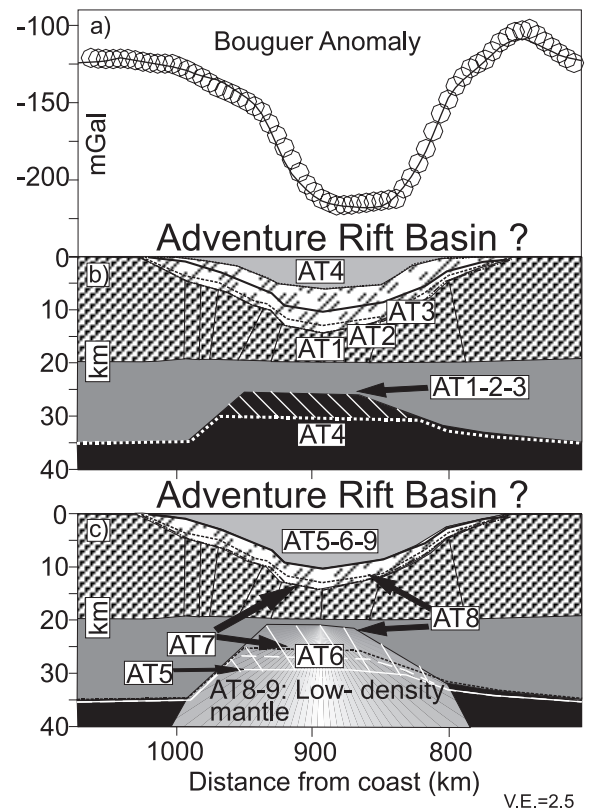 -100
a)
Bouguer Anomaly
-150
mGal
-200
Adventure Rift Basin ?
0
b)
AT4
10
AT3
AT2
AT1
20
km
AT1-2-3
30
AT4
40
Adventure Rift Basin ?
0
c)
AT5-6-9
10
20
km
AT8
AT7
AT6
30
AT5
AT8-9: Low- density
mantle
40
1000
900
800
Distance from coast (km)
V.E.=2.5